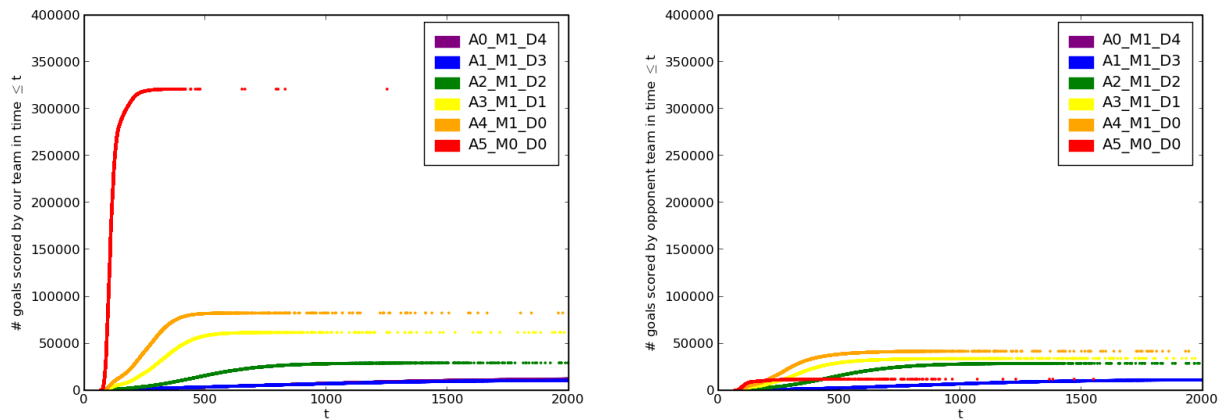 # goals scored by our team in time ≤ t
400000
350000
300000
250000
200000
150000
100000
50000
0
0
500
1000
1500
2000
t
A0_M1_D4
A1_M1_D3
A2_M1_D2
A3_M1_D1
A4_M1_D0
A5_M0_D0
# goals scored by opponent team in time ≤ t
400000
350000
300000
250000
200000
150000
100000
50000
0
0
500
1000
1500
2000
t
A0_M1_D4
A1_M1_D3
A2_M1_D2
A3_M1_D1
A4_M1_D0
A5_M0_D0